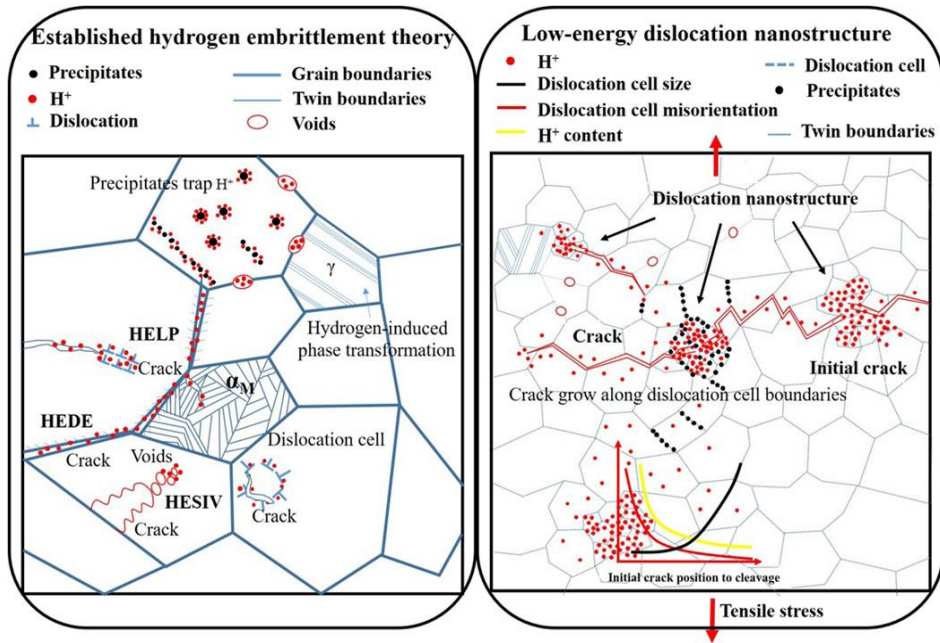 Established hydrogen embrittlement theory
Precipitates
H+
Dislocation
Grain boundaries
Twin boundaries
Voids
Precipitates trap H+
γ
Hydrogen-induced
phase transformation
HELP
Crack
αM
HEDE
Crack
Voids
HESIV
Crack
Dislocation cell
Crack
Low-energy dislocation nanostructure
H+
Dislocation cell size
Dislocation cell misorientation
H+ content
Dislocation cell
Precipitates
Twin boundaries
Dislocation nanostructure
Crack
Initial crack
Crack grow along dislocation cell boundaries
Initial crack position to cleavage
Tensile stress